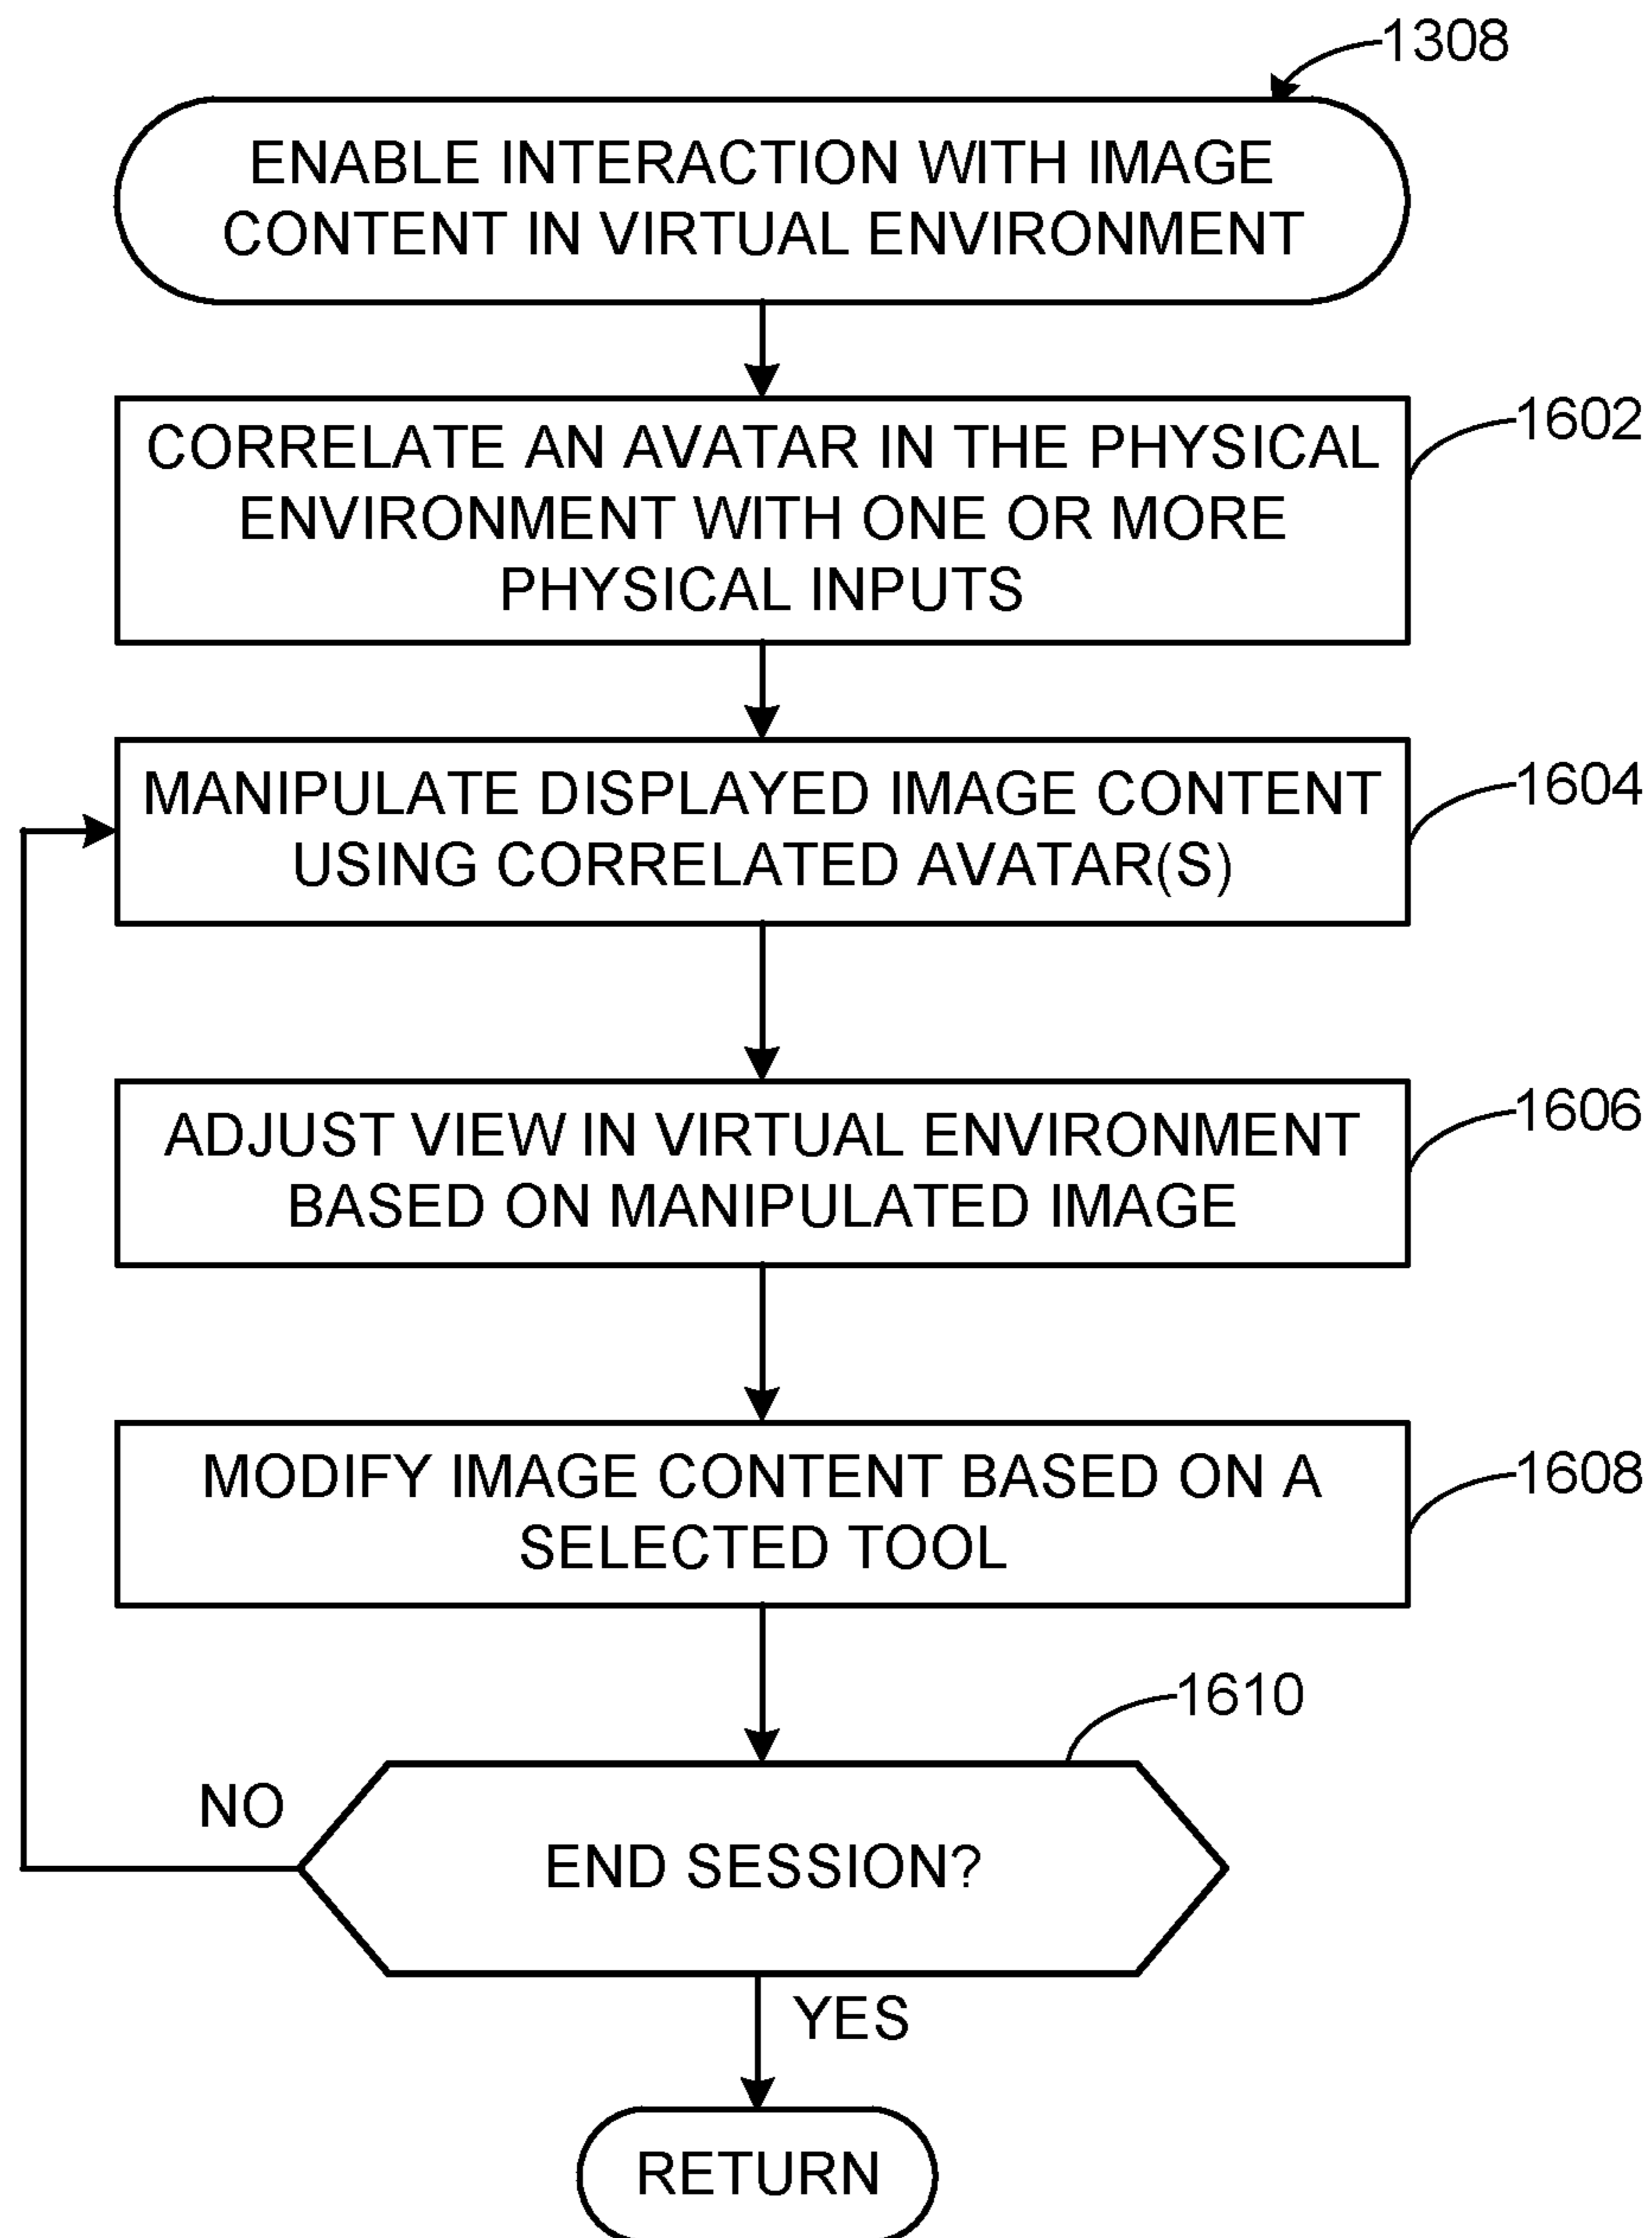 1308
ENABLE INTERACTION WITH IMAGE
CONTENT IN VIRTUAL ENVIRONMENT
CORRELATE AN AVATAR IN THE PHYSICAL
ENVIRONMENT WITH ONE OR MORE
PHYSICAL INPUTS
1602
MANIPULATE DISPLAYED IMAGE CONTENT
USING CORRELATED AVATAR(S)
1604
ADJUST VIEW IN VIRTUAL ENVIRONMENT
BASED ON MANIPULATED IMAGE
1606
MODIFY IMAGE CONTENT BASED ON A
SELECTED TOOL
1608
1610
NO
END SESSION?
YES
RETURN